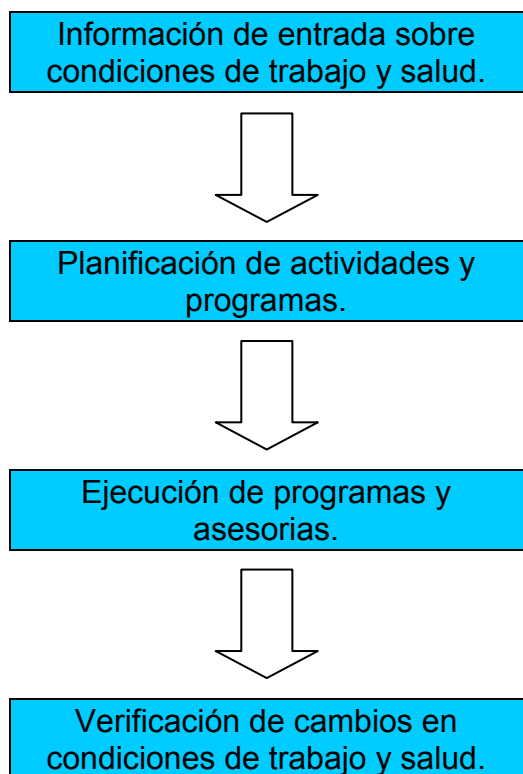 Información de entrada sobre
condiciones de trabajo y salud.
Planificación de actividades y
programas.
Ejecución de programas y
asesorias.
Verificación de cambios en
condiciones de trabajo y salud.